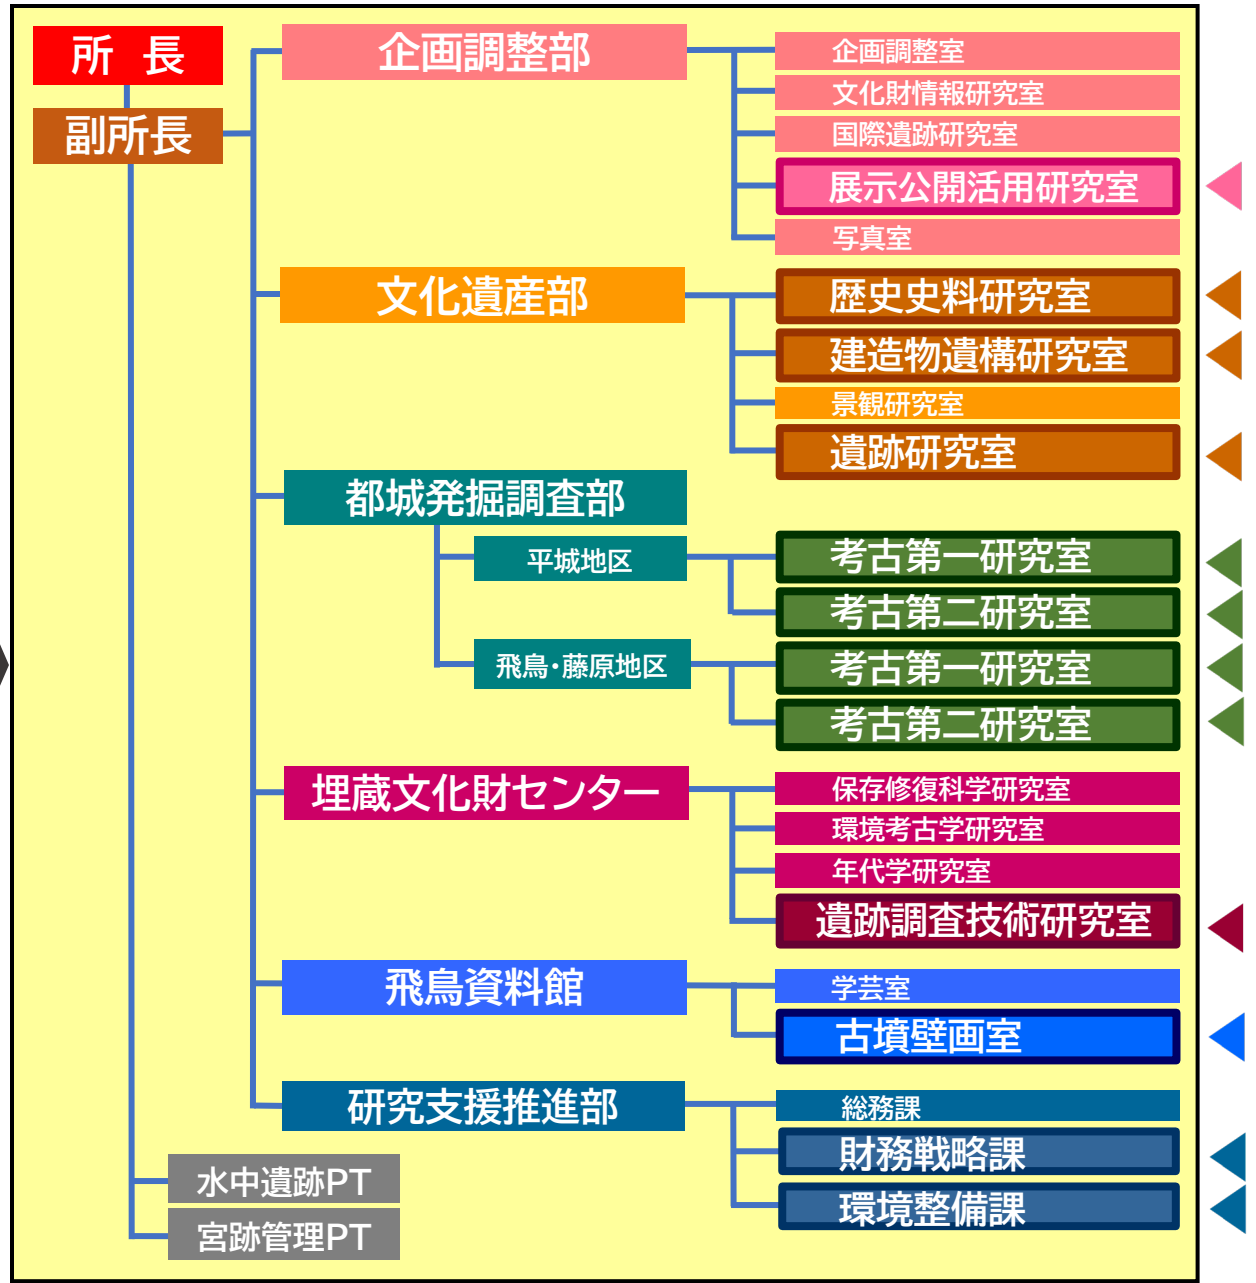 所 長
副所長
企画調整部
企画調整室
文化財情報研究室
国際遺跡研究室
展示公開活用研究室
写真室
文化遺産部
歴史史料研究室
建造物遺構研究室
景観研究室
遺跡研究室
都城発掘調査部
平城地区
考古第一研究室
考古第二研究室
飛鳥・藤原地区
考古第一研究室
考古第二研究室
埋蔵文化財センター
保存修復科学研究室
環境考古学研究室
年代学研究室
遺跡調査技術研究室
飛鳥資料館
学芸室
古墳壁画室
研究支援推進部
総務課
財務戦略課
環境整備課
水中遺跡PT
宮跡管理PT